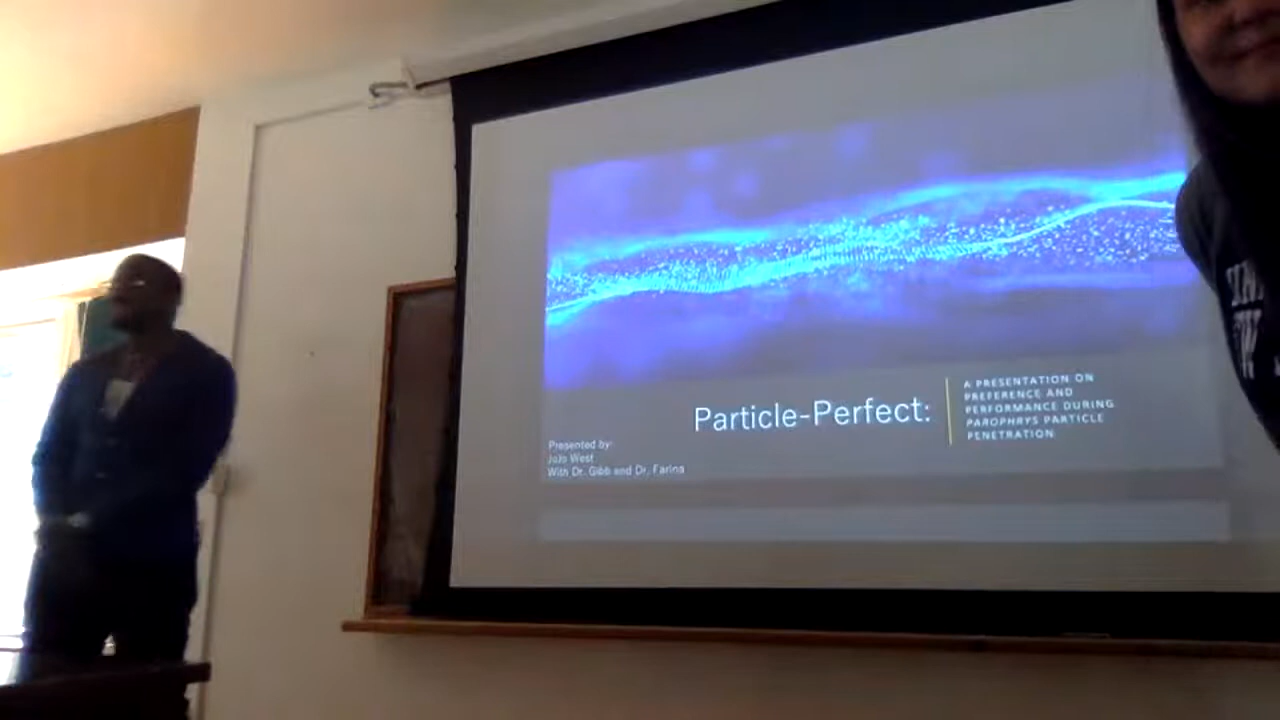 Particle-Perfect:
A PRESENTATION ON
PREFERENCE AND
PERFORMANCE DURING
PAROPHRYS PARTICLE
PENETRATION
Presented by:
JoJo West
With Dr. Gibb and Dr. Farina